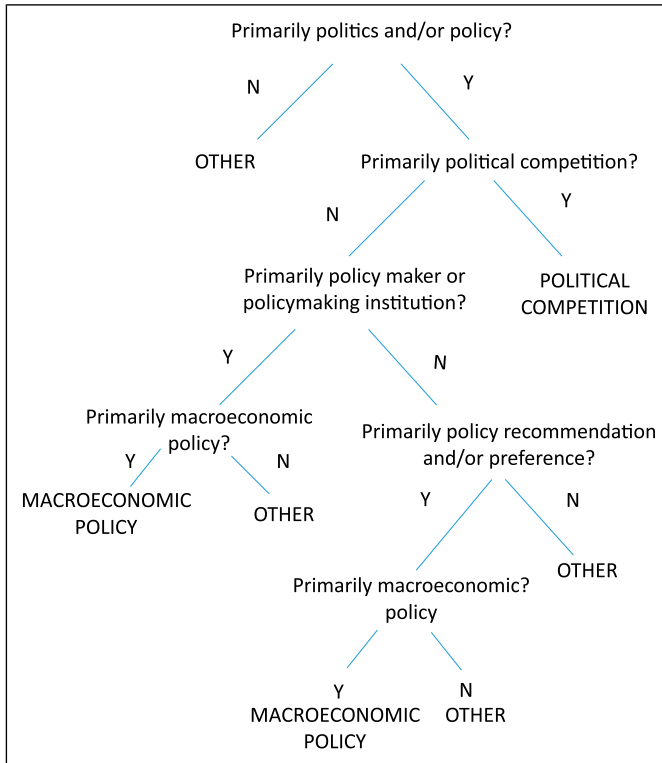 Primarily politics and/or policy?
N
Y
OTHER
Primarily political competition?
N
Y
Primarily policy maker or
policymaking institution?
POLITICAL
COMPETITION
Y
N
Primarily macroeconomic
policy?
Primarily policy recommendation
and/or preference?
Y
N
MACROECONOMIC
POLICY
OTHER
Y
N
OTHER
Primarily macroeconomic?
policy
Y
N
MACROECONOMIC
POLICY
OTHER